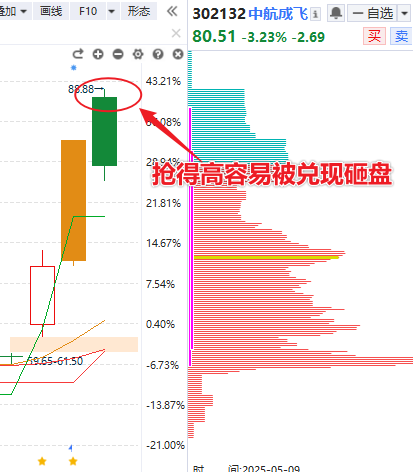 叠加 画线 F10 形态
302132 中航成飞 自选
80.51 -3.23% -2.69
买 卖
43.21%
88.88
28.94%
抢得高容易被兑现砸盘
21.81%
14.67%
7.54%
0.40%
59.65-61.50
-6.73%
-13.87%
-21.00%
时 间:2025-05-09